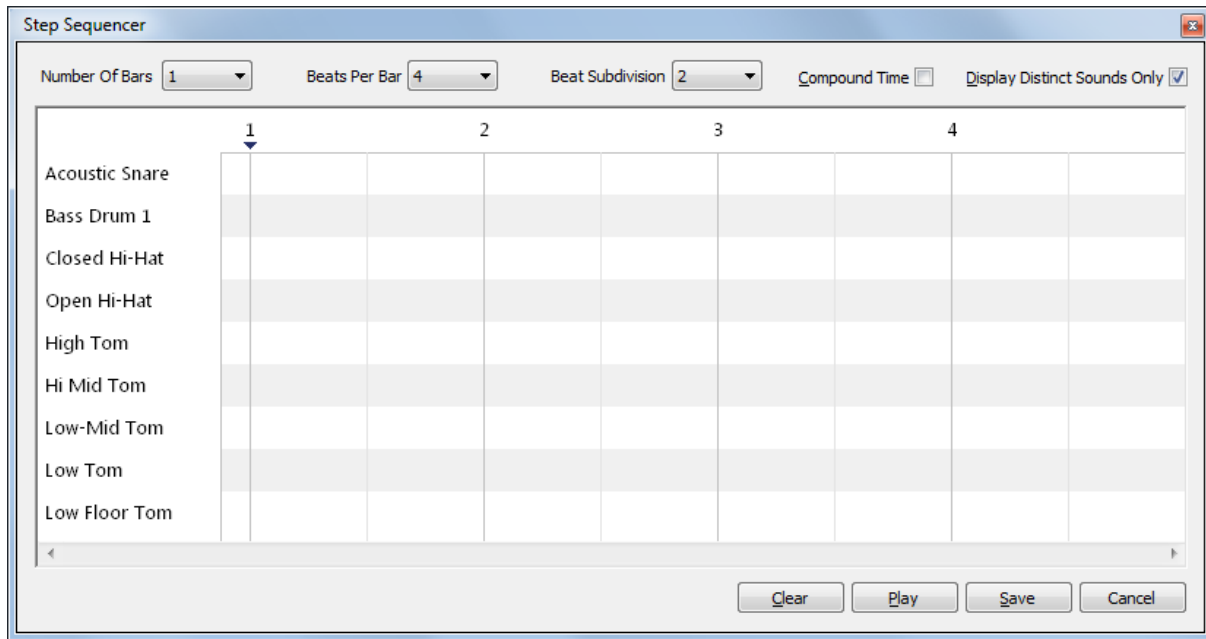 Step Sequencer
Number Of Bars 1 Beats Per Bar 4 Beat Subdivision 2 Compound Time Display Distinct Sounds Only
1 2 3 4
Acoustic Snare
Bass Drum 1
Closed Hi-Hat
Open Hi-Hat
High Tom
Hi Mid Tom
Low-Mid Tom
Low Tom
Low Floor Tom
Clear Play Save Cancel